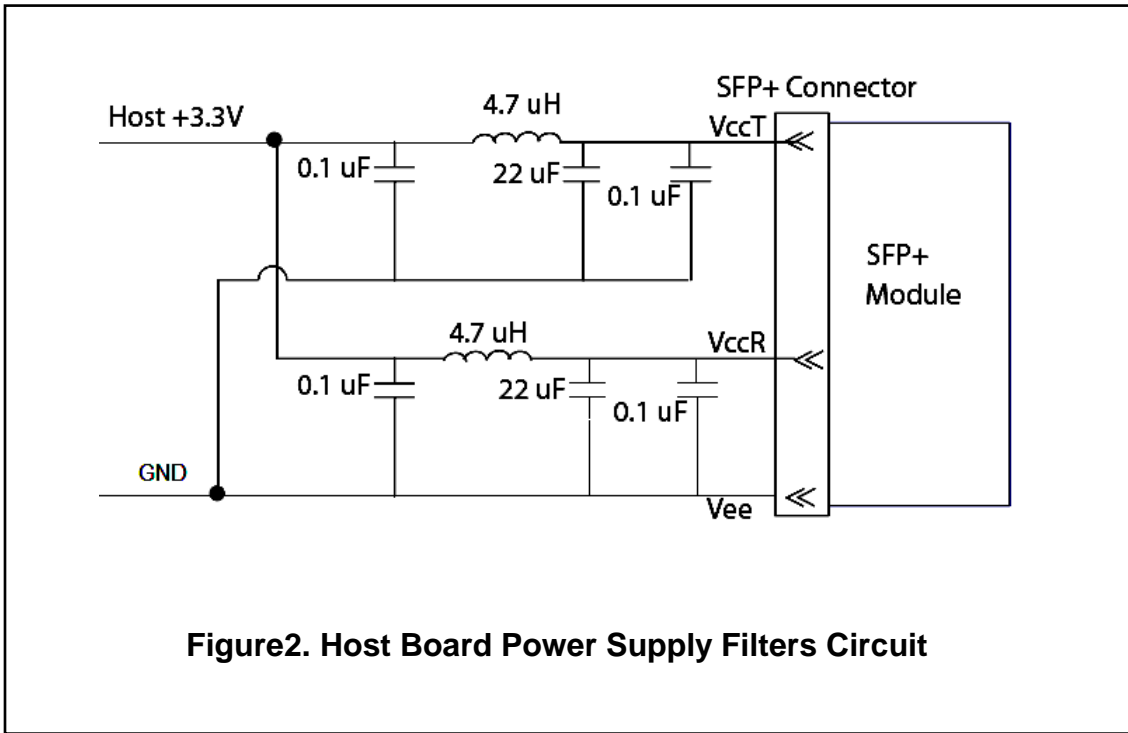 SFP+ Connector
4.7 uH
Host +3.3V
VccT
0.1 uF
22 uF
0.1 uF
SFP+
Module
4.7 uH
VccR
0.1 uF
22 uF
0.1 uF
GND
Vee
Figure2. Host Board Power Supply Filters Circuit